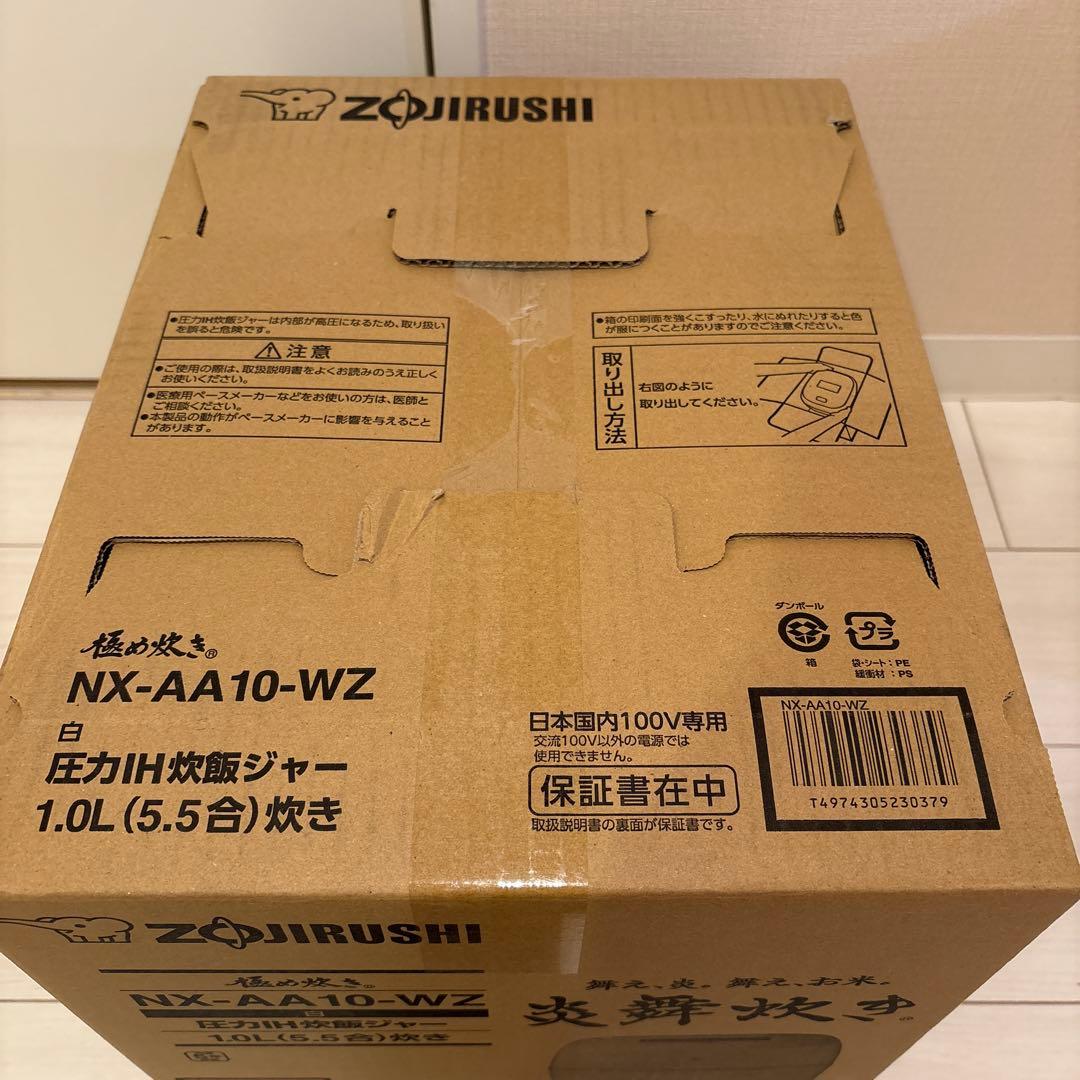 ZOJIRUSHI
●圧力IH炊飯ジャーは内部が高圧になるため、取り扱い
を誤ると危険です。
注意
●ご使用の際は、取扱説明書をよくお読みのうえ正しく
お使いください。
●医療用ペースメーカーなどをお使いの方は、医師と
ご相談ください。
●本製品の動作がペースメーカーに影響を与えること
があります。
●箱の印刷面を強くこすったり、水にぬれたりすると色
が服につくことがありますのでご注意ください。
取り出し方法
右図のように
取り出してください。
極め炊き®
NX-AA10-WZ
白
圧力IH炊飯ジャー
1.0L(5.5合)炊き
日本国内100V専用
交流100V以外の電源では
使用できません。
保証書在中
取扱説明書の裏面が保証書です。
ダンボール
箱
プラ
袋・シート：PE
緩衝材：PS
NX-AA10-WZ
T4974305230379
ZOJIRUSHI
極め炊き®
NX-AA10-WZ
白
圧力IH炊飯ジャー
1.0L(5.5合)炊き
舞え、炎。舞え、お米。
炎舞炊き®